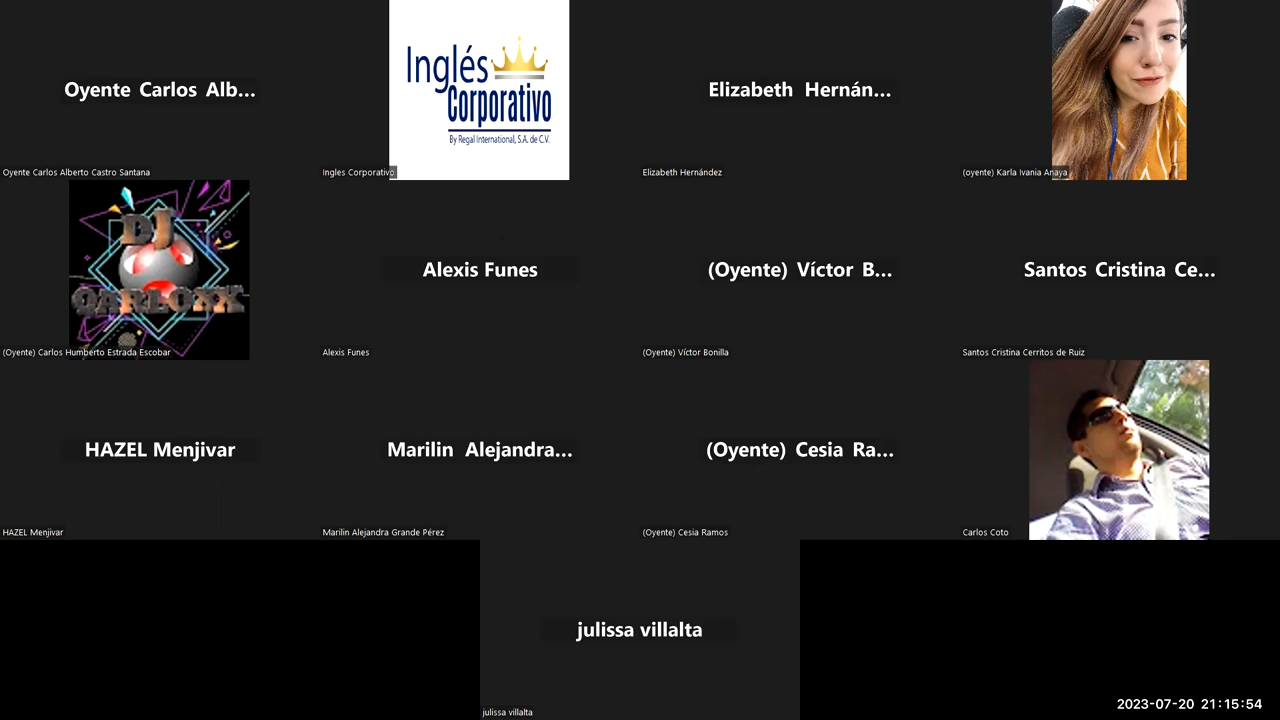 Oyente Carlos Alb...
Inglés
Corporativo
By Regal International, S.A. de C.V.
Elizabeth Hernán...
Oyente Carlos Alberto Castro Santana
Ingles Corporativo
Elizabeth Hernández
(oyente) Karla Ivania Anaya
DJ
QARLOXX
Alexis Funes
(Oyente) Víctor B...
Santos Cristina Ce...
(Oyente) Carlos Humberto Estrada Escobar
Alexis Funes
(Oyente) Víctor Bonilla
Santos Cristina Cerritos de Ruiz
HAZEL Menjivar
Marilin Alejandra...
(Oyente) Cesia Ra...
HAZEL Menjivar
Marilin Alejandra Grande Pérez
(Oyente) Cesia Ramos
Carlos Coto
julissa villalta
julissa villalta
2023-07-20 21:15:54